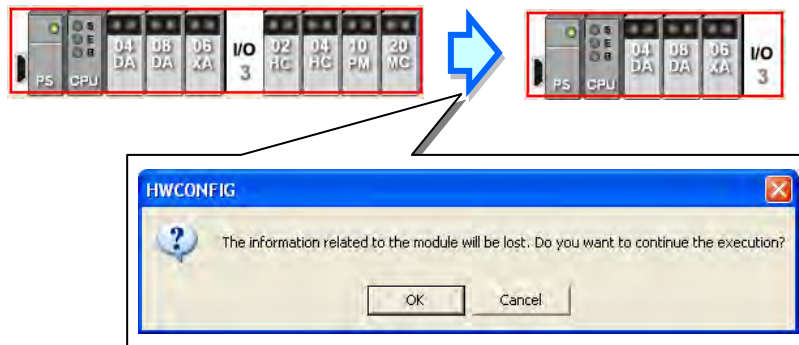 PS CPU S E B 04 DA 08 DA 06 XA I/O 3 02 HC 04 HC 10 PM 20 MC
PS CPU S E B 04 DA 08 DA 06 XA I/O 3
HWCONFIG
The information related to the module will be lost. Do you want to continue the execution?
OK Cancel